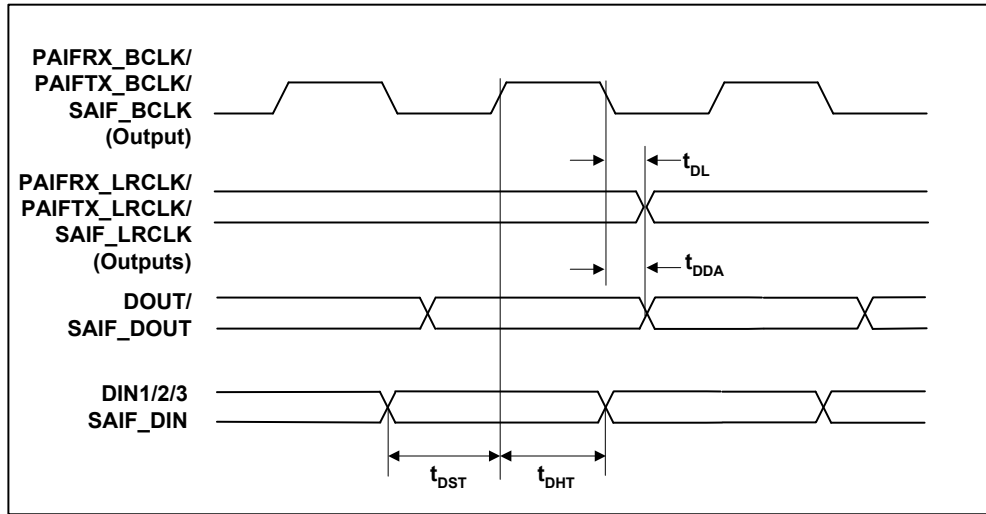 PAIFRX_BCLK/
PAIFTX_BCLK/
SAIF_BCLK
(Output)
tDL
PAIFRX_LRCLK/
PAIFTX_LRCLK/
SAIF_LRCLK
(Outputs)
tDDA
DOUT/
SAIF_DOUT
DIN1/2/3
SAIF_DIN
tDST
tDHT